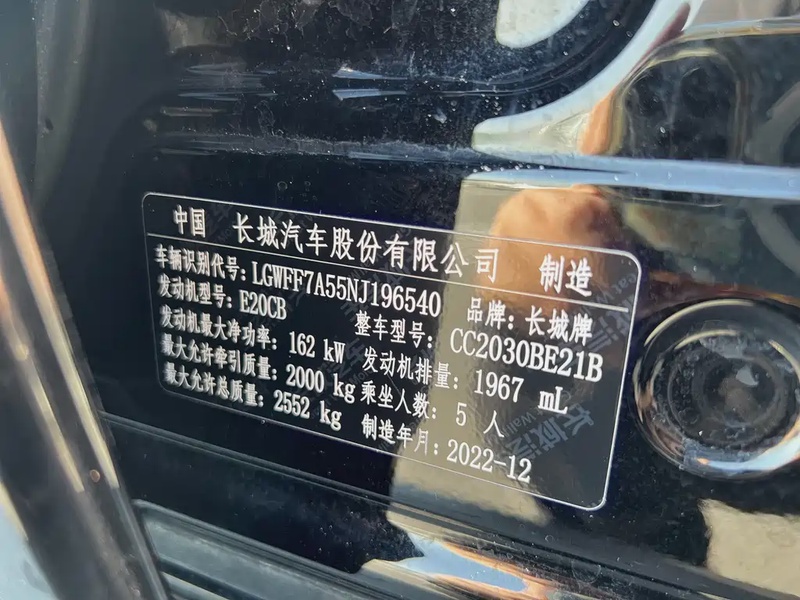 中国 长城汽车股份有限公司 制造
车辆识别代号：LGWFF7A55NJ196540 品牌：长城牌
发动机型号：E20CB 整车型号：CC2030BE21B
发动机最大净功率：162 kW 发动机排量：1967 mL
最大允许牵引质量：2000 kg 乘坐人数：5 人
最大允许总质量：2552 kg 制造年月：2022-12